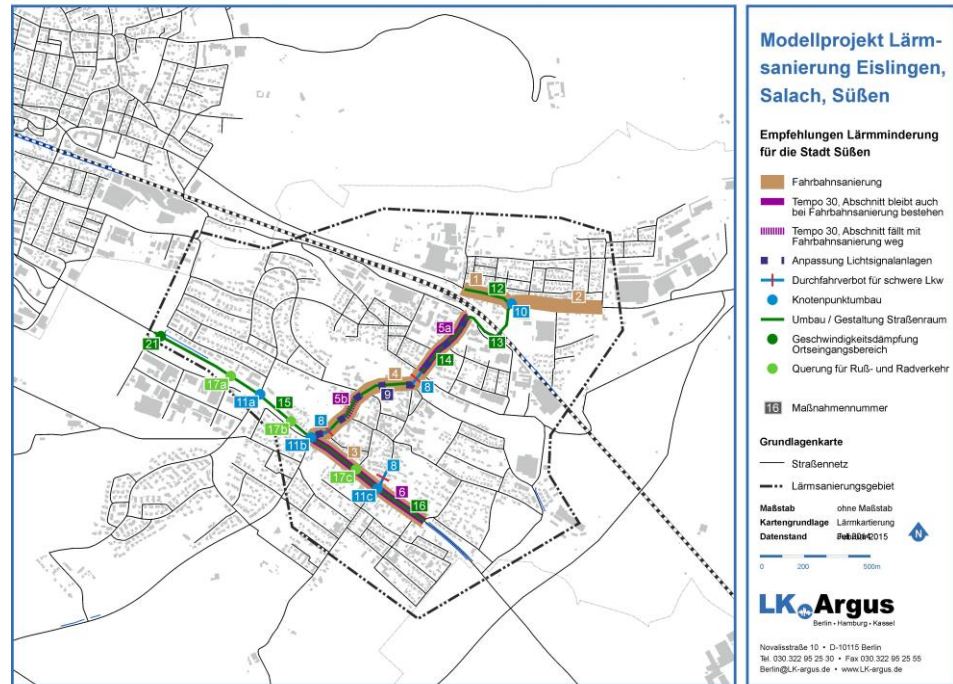 Modellprojekt Lärm-
sanierung Eislingen,
Salach, Süßen
Empfehlungen Lärmminderung
für die Stadt Süßen
Fahrbahnsanierung
Tempo 30, Abschnitt bleibt auch
bei Fahrbahnsanierung bestehen
Tempo 30, Abschnitt fällt mit
Fahrbahnsanierung weg
Anpassung Lichtsignalanlagen
Durchfahrverbot für schwere Lkw
Knotenpunktumbau
Umbau / Gestaltung Straßenraum
Geschwindigkeitsdämpfung
Ortseingangsbereich
Querung für Ruß- und Radverkehr
16 Maßnahmennummer
Grundlagenkarte
Straßennetz
Lärmsanierungsgebiet
Maßstab ohne Maßstab
Kartengrundlage Lärmkartierung
Datenstand 2015
N
0 200 500m
LK Argus
Berlin • Hamburg • Kassel
Novalisstraße 10 • D-10115 Berlin
Tel. 030.322 95 25 30 • Fax 030.322 95 25 55
Berlin@LK-argus.de • www.LK-argus.de
1
12
2
10
5a
13
21
14
17a
4
8
9
11a
15
5b
17b
8
11b
3
8
17c
11c
6
16